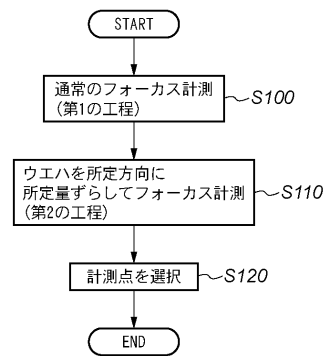 START
通常のフォーカス計測
(第1の工程)
S100
ウエハを所定方向に
所定量ずらしてフォーカス計測
(第2の工程)
S110
計測点を選択
S120
END